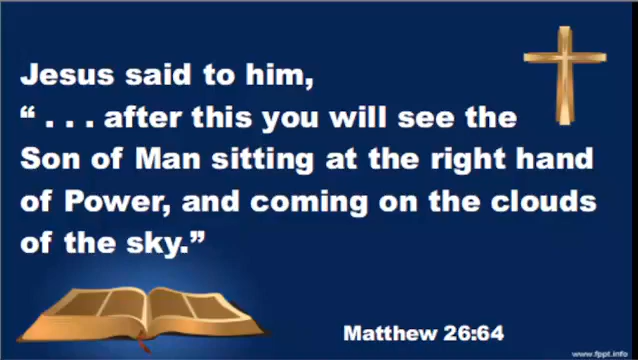 Jesus said to him,
“ . . . after this you will see the
Son of Man sitting at the right hand
of Power, and coming on the clouds
of the sky.”
Matthew 26:64
www.fppt.info